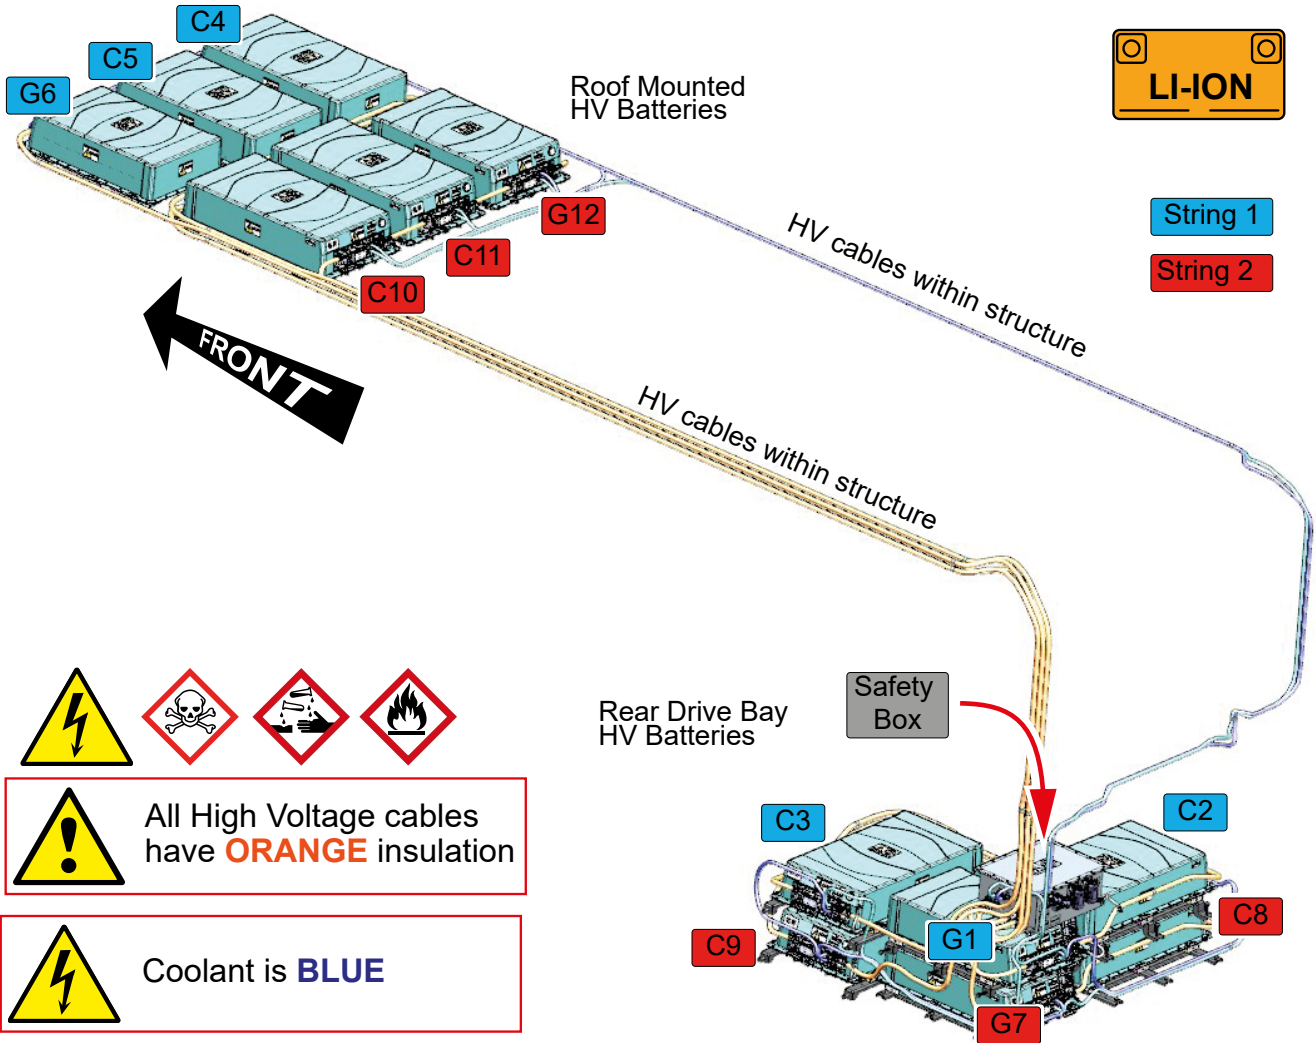 C4
C5
G6
Roof Mounted
HV Batteries
LI-ION
String 1
String 2
G12
C11
C10
HV cables within structure
FRONT
HV cables within structure
Safety
Box
Rear Drive Bay
HV Batteries
C3
C2
C8
C9
G1
G7
All High Voltage cables
have ORANGE insulation
Coolant is BLUE